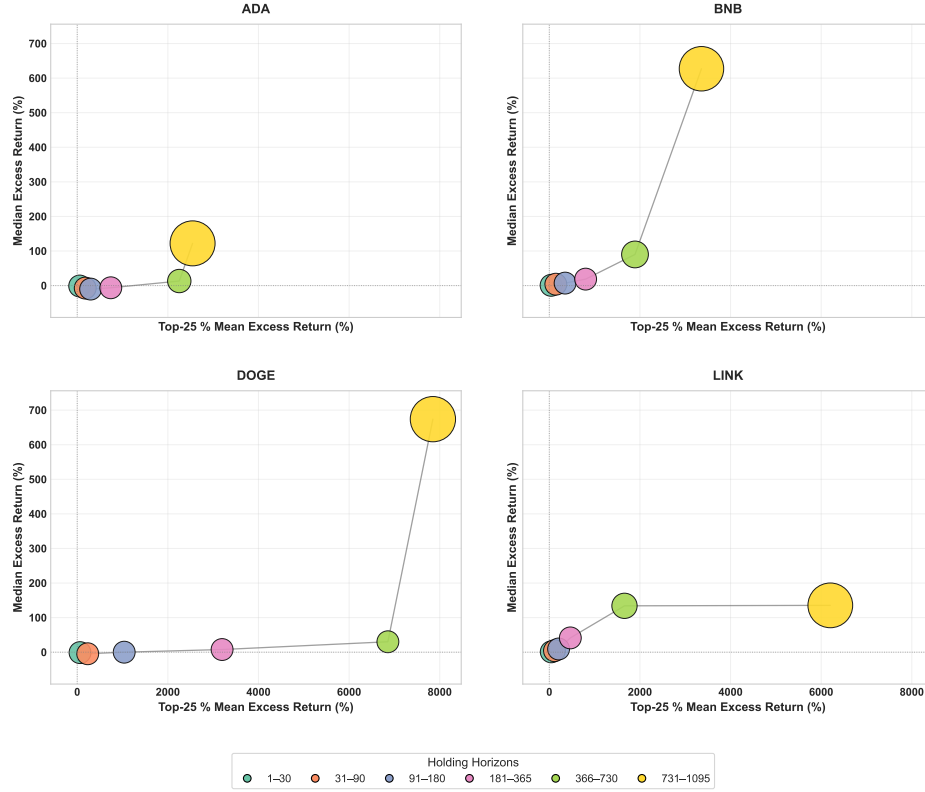 ADA
BNB
700
600
500
400
300
200
100
0
Median Excess Return (%)
Top-25 % Mean Excess Return (%)
Median Excess Return (%)
Top-25 % Mean Excess Return (%)
DOGE
LINK
700
600
500
400
300
200
100
0
Median Excess Return (%)
0 2000 4000 6000 8000
Top-25 % Mean Excess Return (%)
Median Excess Return (%)
0 2000 4000 6000 8000
Top-25 % Mean Excess Return (%)
Holding Horizons
1–30 31–90 91–180 181–365 366–730 731–1095